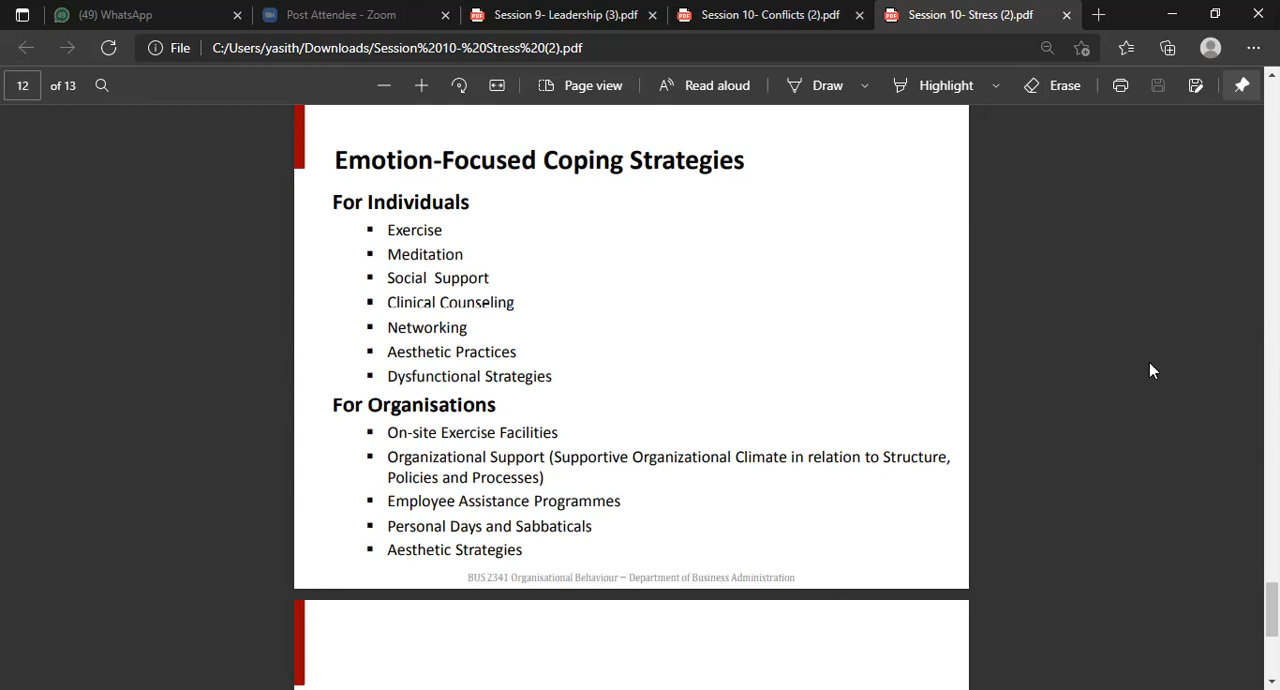 49 (49) WhatsApp
Post Attendee - Zoom
PDF Session 9- Leadership (3).pdf
PDF Session 10- Conflicts (2).pdf
PDF Session 10- Stress (2).pdf
File C:/Users/yasith/Downloads/Session%2010-%20Stress%20(2).pdf
12 of 13 Page view Read aloud Draw Highlight Erase
Emotion-Focused Coping Strategies
For Individuals
▪ Exercise
▪ Meditation
▪ Social Support
▪ Clinical Counseling
▪ Networking
▪ Aesthetic Practices
▪ Dysfunctional Strategies
For Organisations
▪ On-site Exercise Facilities
▪ Organizational Support (Supportive Organizational Climate in relation to Structure,
Policies and Processes)
▪ Employee Assistance Programmes
▪ Personal Days and Sabbaticals
▪ Aesthetic Strategies
BUS 2341 Organisational Behaviour – Department of Business Administration